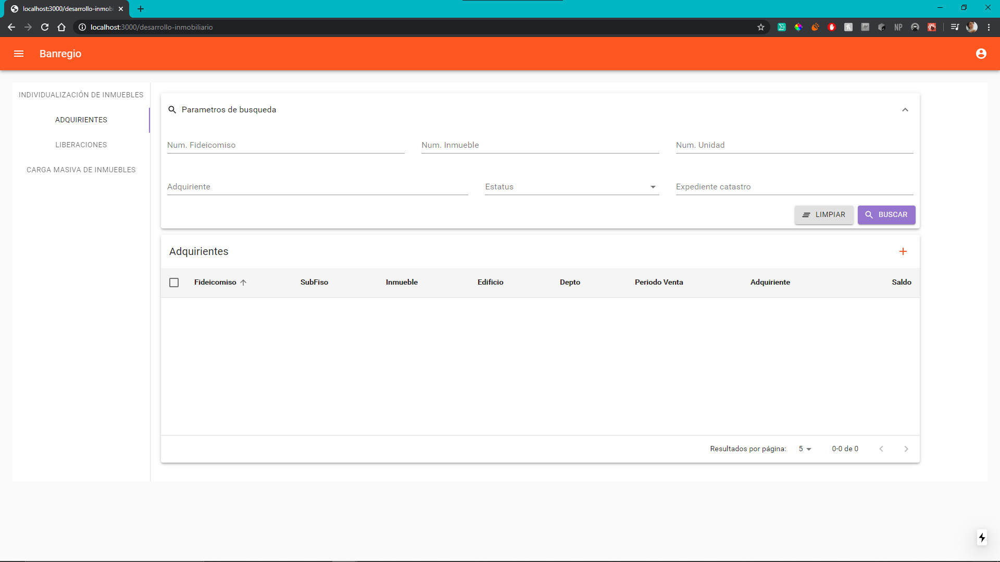 localhost:3000/desarrollo-inmobi
localhost:3000/desarrollo-inmobiliario
NP
Banregio
INDIVIDUALIZACIÓN DE INMUEBLES
ADQUIRIENTES
LIBERACIONES
CARGA MASIVA DE INMUEBLES
Parametros de busqueda
Num. Fideicomiso Num. Inmueble Num. Unidad
Adquiriente Estatus Expediente catastro
LIMPIAR BUSCAR
Adquirientes
Fideicomiso SubFiso Inmueble Edificio Depto Periodo Venta Adquiriente Saldo
Resultados por página: 5 0-0 de 0